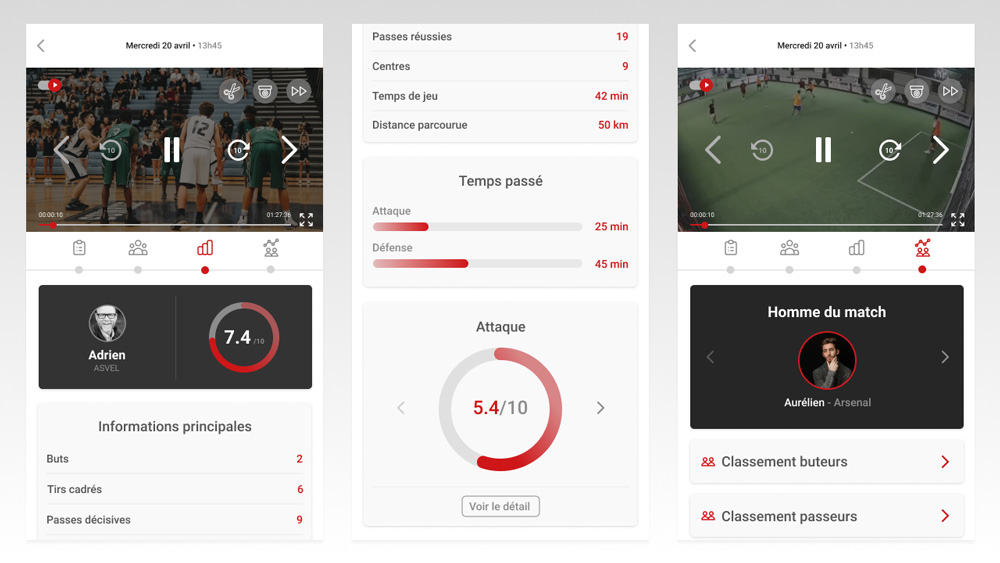 Mercredi 20 avril • 13h45
12
10
10
00:00:10
01:27:36
Adrien
ASVEL
7.4 /10
Informations principales
Buts 2
Tirs cadrés 6
Passes décisives 9
Passes réussies 19
Centres 9
Temps de jeu 42 min
Distance parcourue 50 km
Temps passé
Attaque
25 min
Défense
45 min
Attaque
5.4/10
Voir le détail
Mercredi 20 avril • 13h45
10
10
00:00:10
01:27:36
Homme du match
Aurélien - Arsenal
Classement buteurs
Classement passeurs